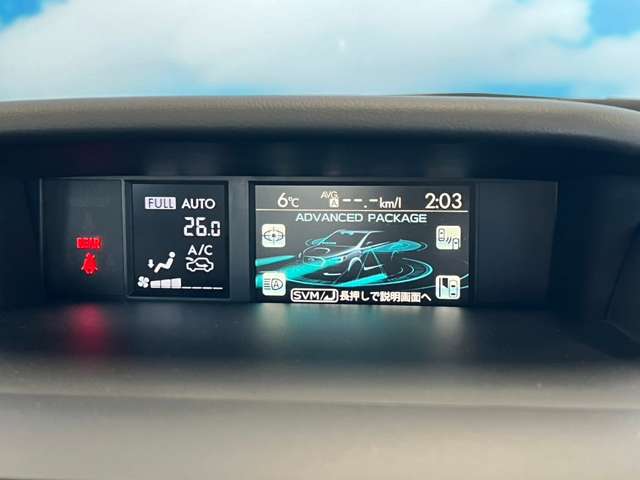 6℃ AVG A --.-km/l 2:03
FULL AUTO
ADVANCED PACKAGE
26.0
REAR
A/C
A
SVM/ 長押しで説明画面へ